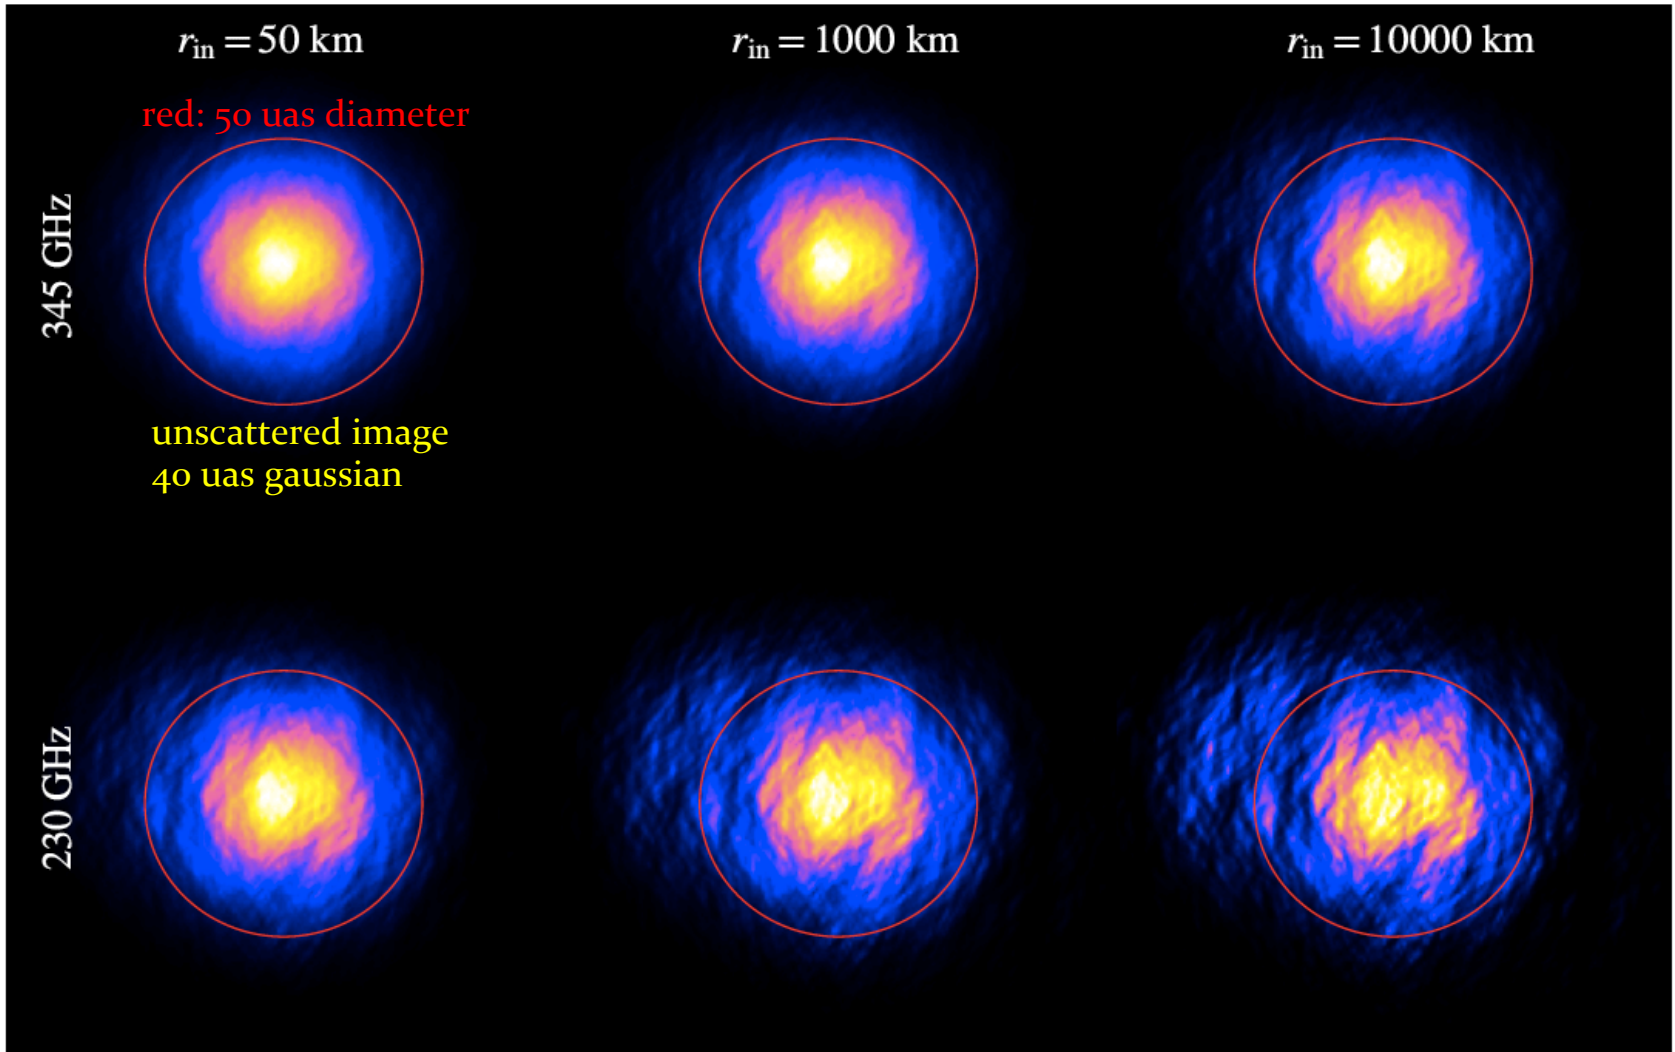 r_in = 50 km
r_in = 1000 km
r_in = 10000 km
red: 50 uas diameter
345 GHz
unscattered image
40 uas gaussian
230 GHz